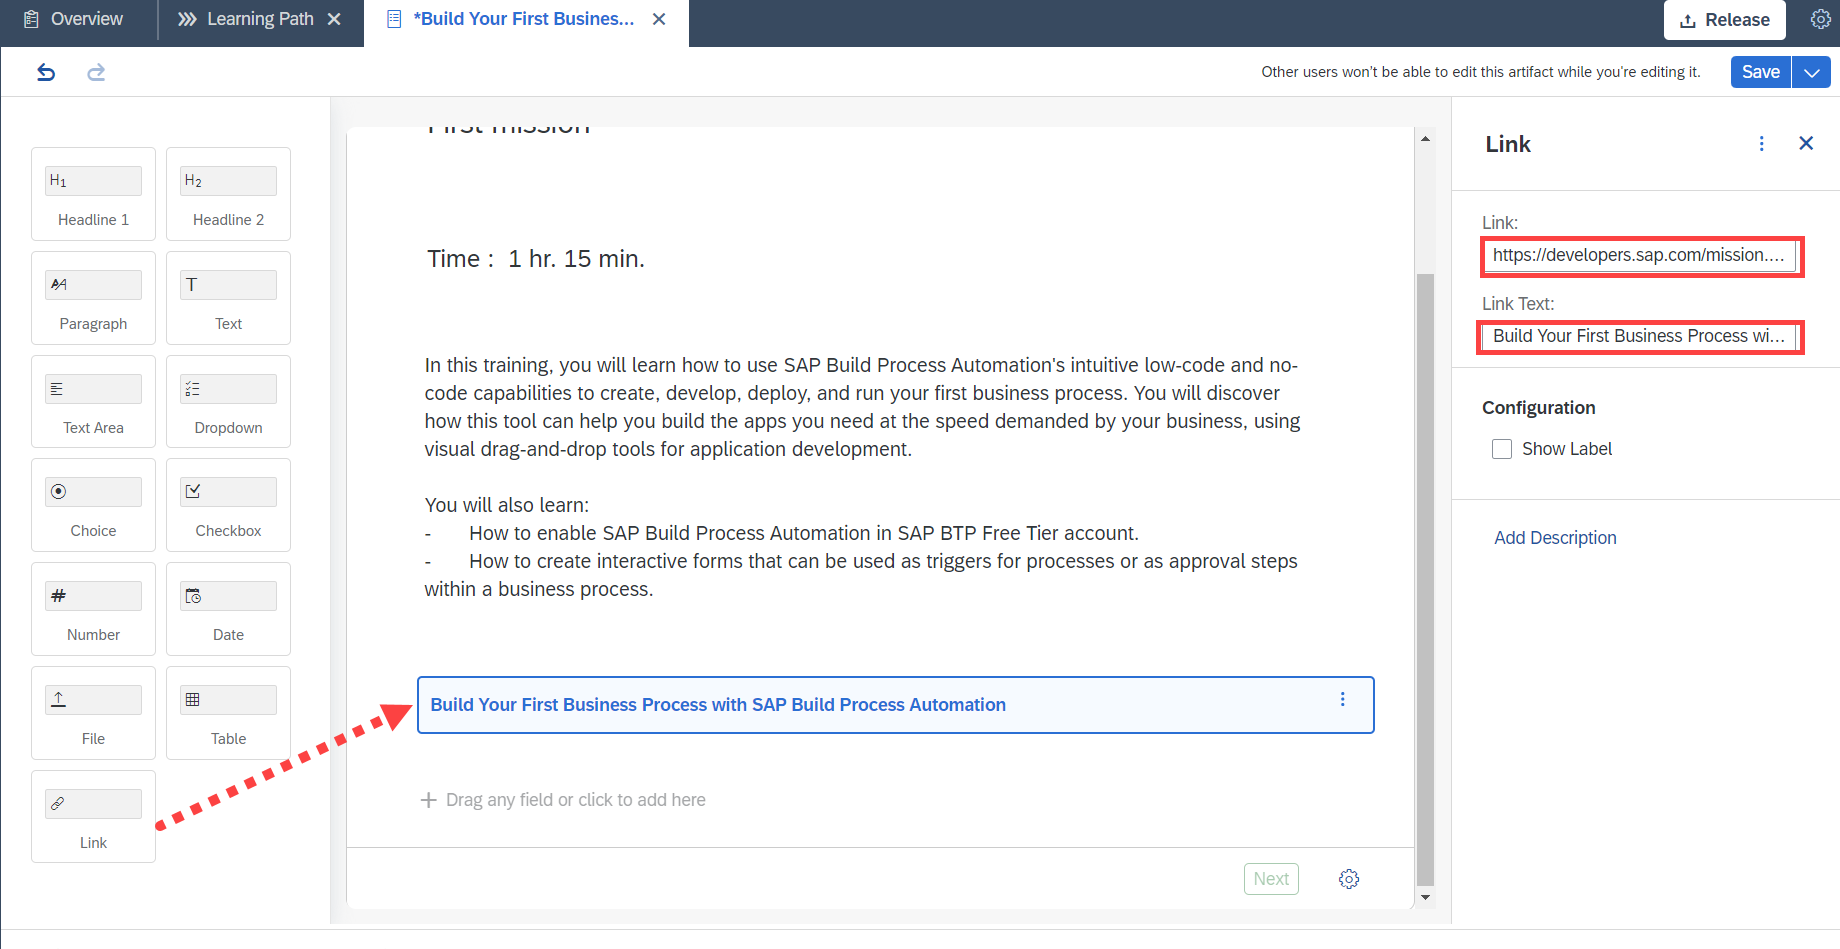 Overview
Learning Path
*Build Your First Busines...
Release
Other users won't be able to edit this artifact while you're editing it.
Save
H1
Headline 1
H2
Headline 2
Paragraph
T
Text
Text Area
Dropdown
Choice
Checkbox
#
Number
Date
File
Table
Link
First mission
Time : 1 hr. 15 min.
In this training, you will learn how to use SAP Build Process Automation's intuitive low-code and no-
code capabilities to create, develop, deploy, and run your first business process. You will discover
how this tool can help you build the apps you need at the speed demanded by your business, using
visual drag-and-drop tools for application development.
You will also learn:
- How to enable SAP Build Process Automation in SAP BTP Free Tier account.
- How to create interactive forms that can be used as triggers for processes or as approval steps
within a business process.
Build Your First Business Process with SAP Build Process Automation
Drag any field or click to add here
Next
Link
Link:
https://developers.sap.com/mission....
Link Text:
Build Your First Business Process wi...
Configuration
Show Label
Add Description